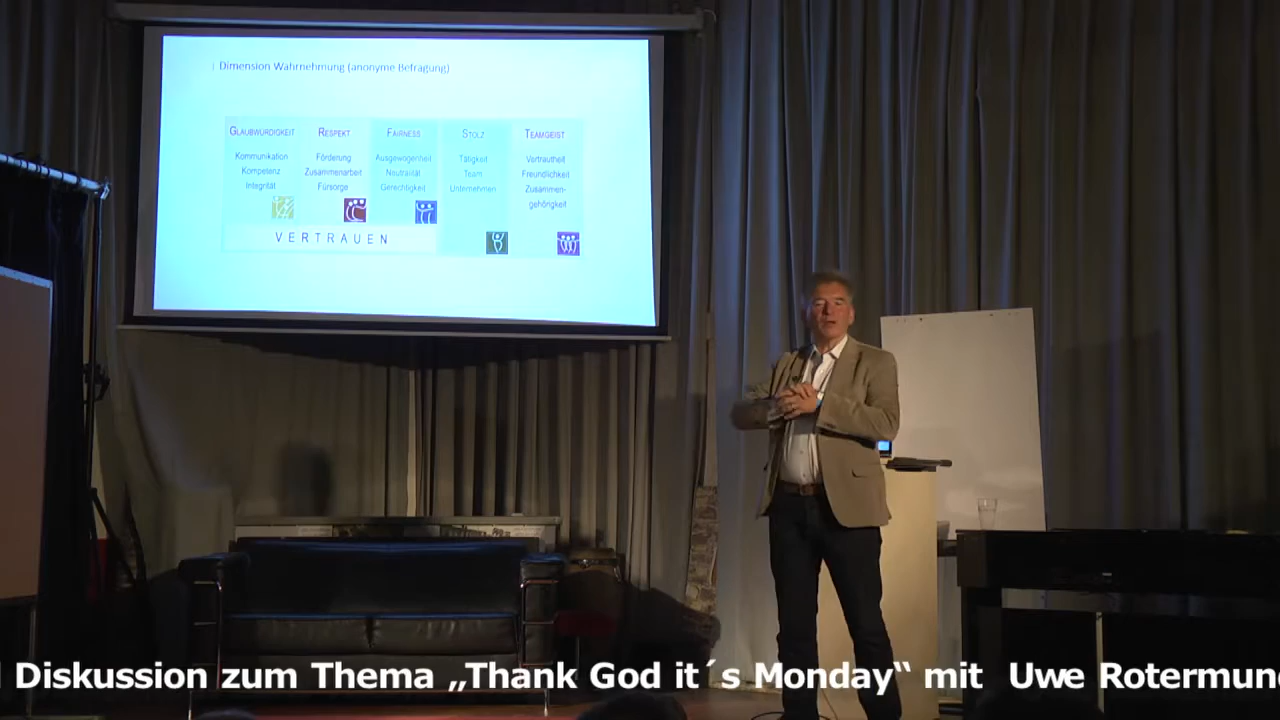 Dimension Wahrnehmung (anonyme Befragung)
GLAUBWÜRDIGKEIT
Kommunikation
Kompetenz
Integrität
RESPEKT
Förderung
Zusammenarbeit
Fürsorge
FAIRNESS
Ausgewogenheit
Neutralität
Gerechtigkeit
STOLZ
Tätigkeit
Team
Unternehmen
TEAMGEIST
Vertrautheit
Freundlichkeit
Zusammen-
gehörigkeit
VERTRAUEN
Diskussion zum Thema „Thank God it´s Monday“ mit Uwe Rotermun